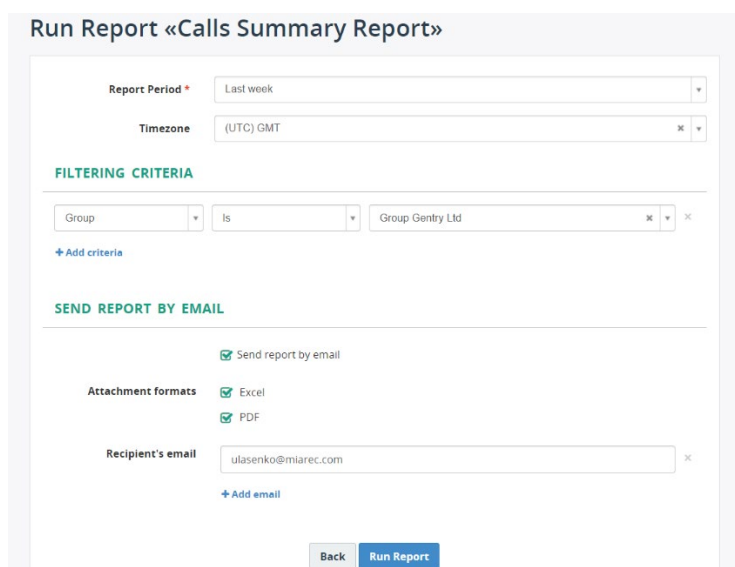 Run Report «Calls Summary Report»
Report Period * Last week
Timezone (UTC) GMT
FILTERING CRITERIA
Group Is Group Gentry Ltd
+ Add criteria
SEND REPORT BY EMAIL
Send report by email
Attachment formats Excel
PDF
Recipient's email ulasenko@miarec.com
+ Add email
Back Run Report